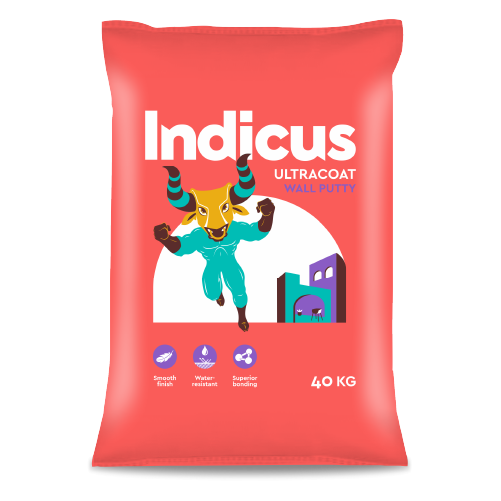 Indicus
ULTRACOAT
WALL PUTTY
Smooth finish
Water-resistant
Superior bonding
40 KG